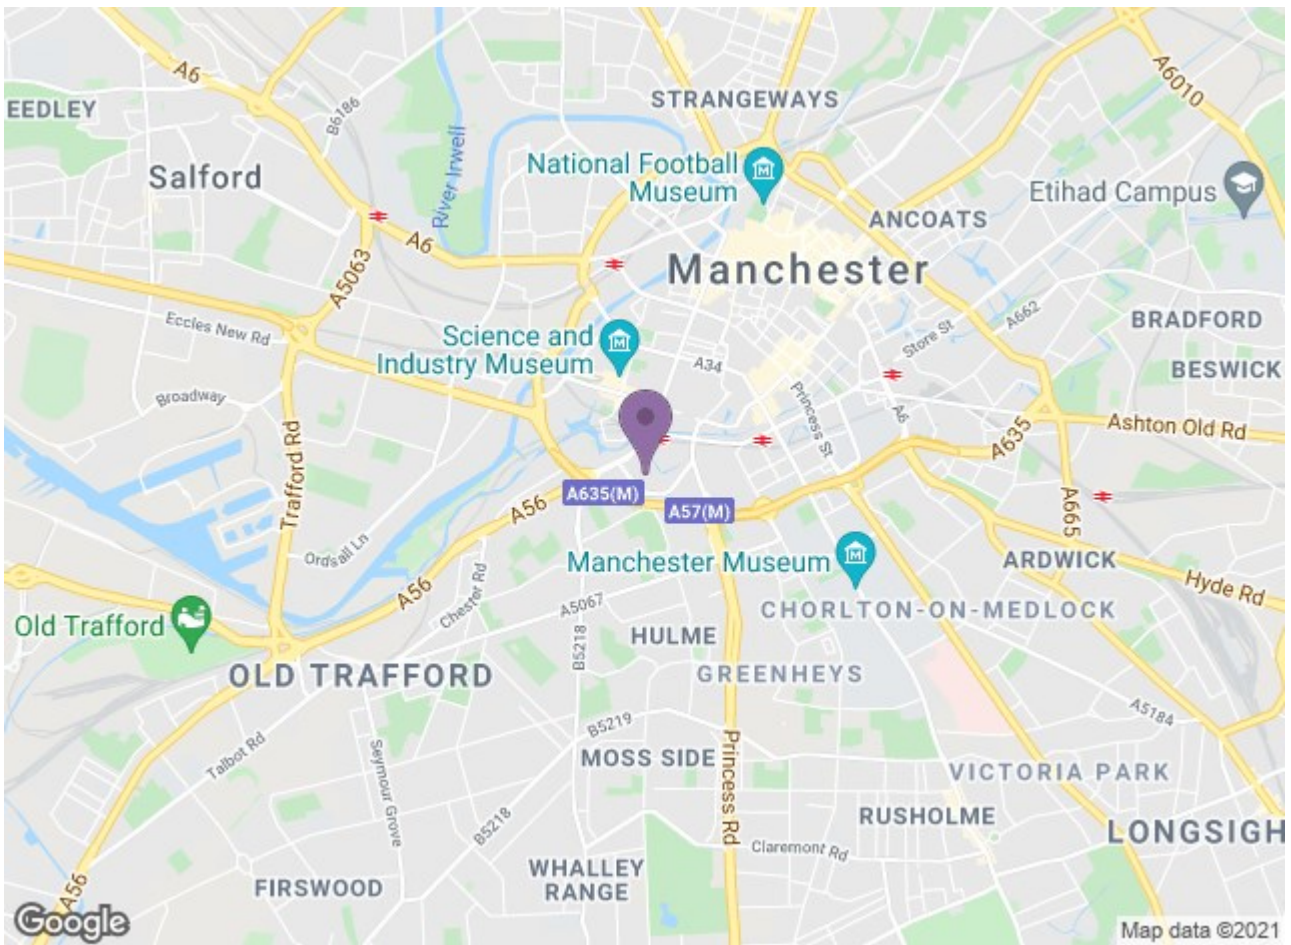 A6
A6010
STRANGEWAYS
EEDLEY
B6186
National Football
Museum
River Irwell
Salford
Etihad Campus
ANCOATS
A6
Manchester
A5063
A662
BRADFORD
Eccles New Rd
Store St
Science and
Industry Museum
A34
BESWICK
Broadway
Princess St
A6
Ashton Old Rd
A635
Trafford Rd
A635(M)
A56
A57(M)
A665
Ordsall Ln
Manchester Museum
ARDWICK
Hyde Rd
A56
Chester Rd
A5067
CHORLTON-ON-MEDLOCK
Old Trafford
HULME
B5218
OLD TRAFFORD
GREENHEYS
A5184
B5219
Talbot Rd
MOSS SIDE
Princess Rd
VICTORIA PARK
Seymour Grove
RUSHOLME
B5218
LONGSIGH
Claremont Rd
WHALLEY
RANGE
FIRSWOOD
A56
Google
Map data ©2021